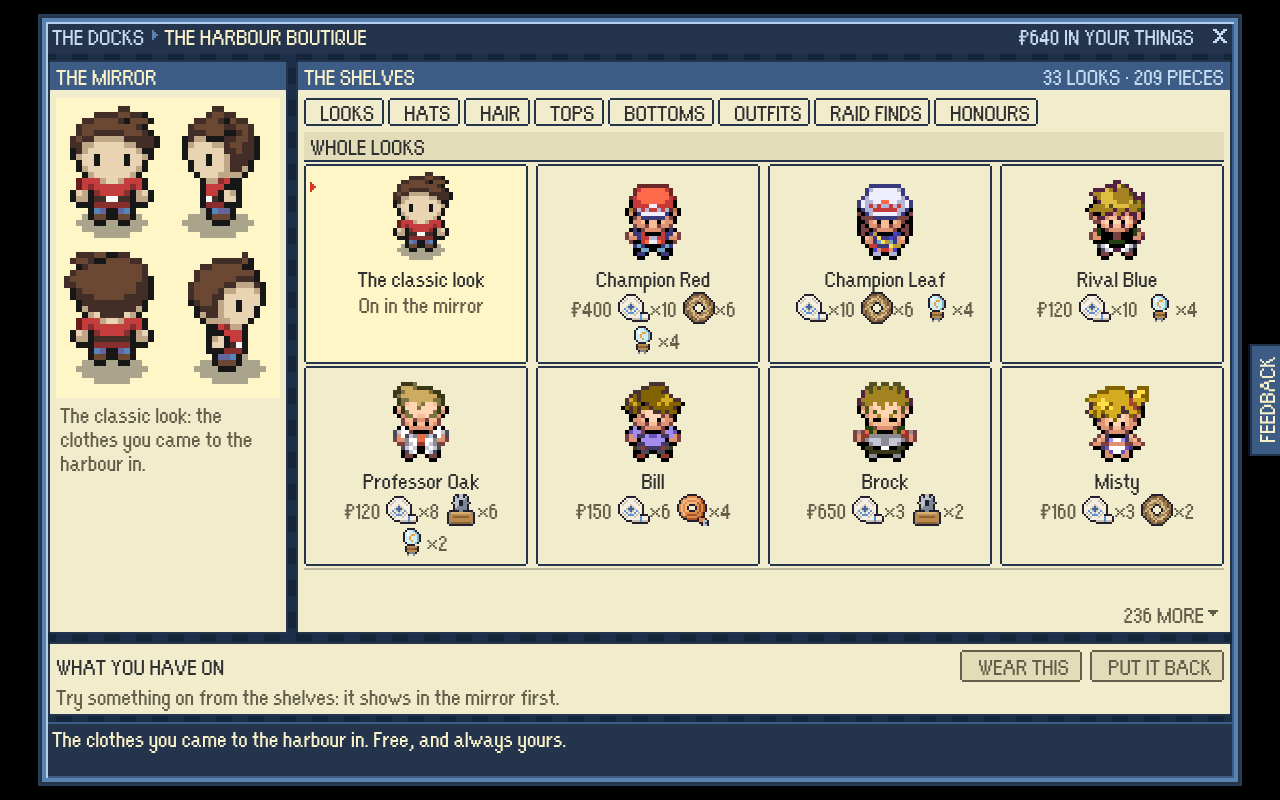 THE DOCKS THE HARBOUR BOUTIQUE
₽640 IN YOUR THINGS X
THE MIRROR
The classic look: the
clothes you came to the
harbour in.
THE SHELVES
33 LOOKS · 209 PIECES
LOOKS HATS HAIR TOPS BOTTOMS OUTFITS RAID FINDS HONOURS
WHOLE LOOKS
The classic look
On in the mirror
Champion Red
₽400 ×10 ×6
×4
Champion Leaf
×10 ×6 ×4
Rival Blue
₽120 ×10 ×4
Professor Oak
₽120 ×8 ×6
×2
Bill
₽150 ×6 ×4
Brock
₽650 ×3 ×2
Misty
₽160 ×3 ×2
236 MORE
WHAT YOU HAVE ON
Try something on from the shelves: it shows in the mirror first.
WEAR THIS PUT IT BACK
The clothes you came to the harbour in. Free, and always yours.
FEEDBACK